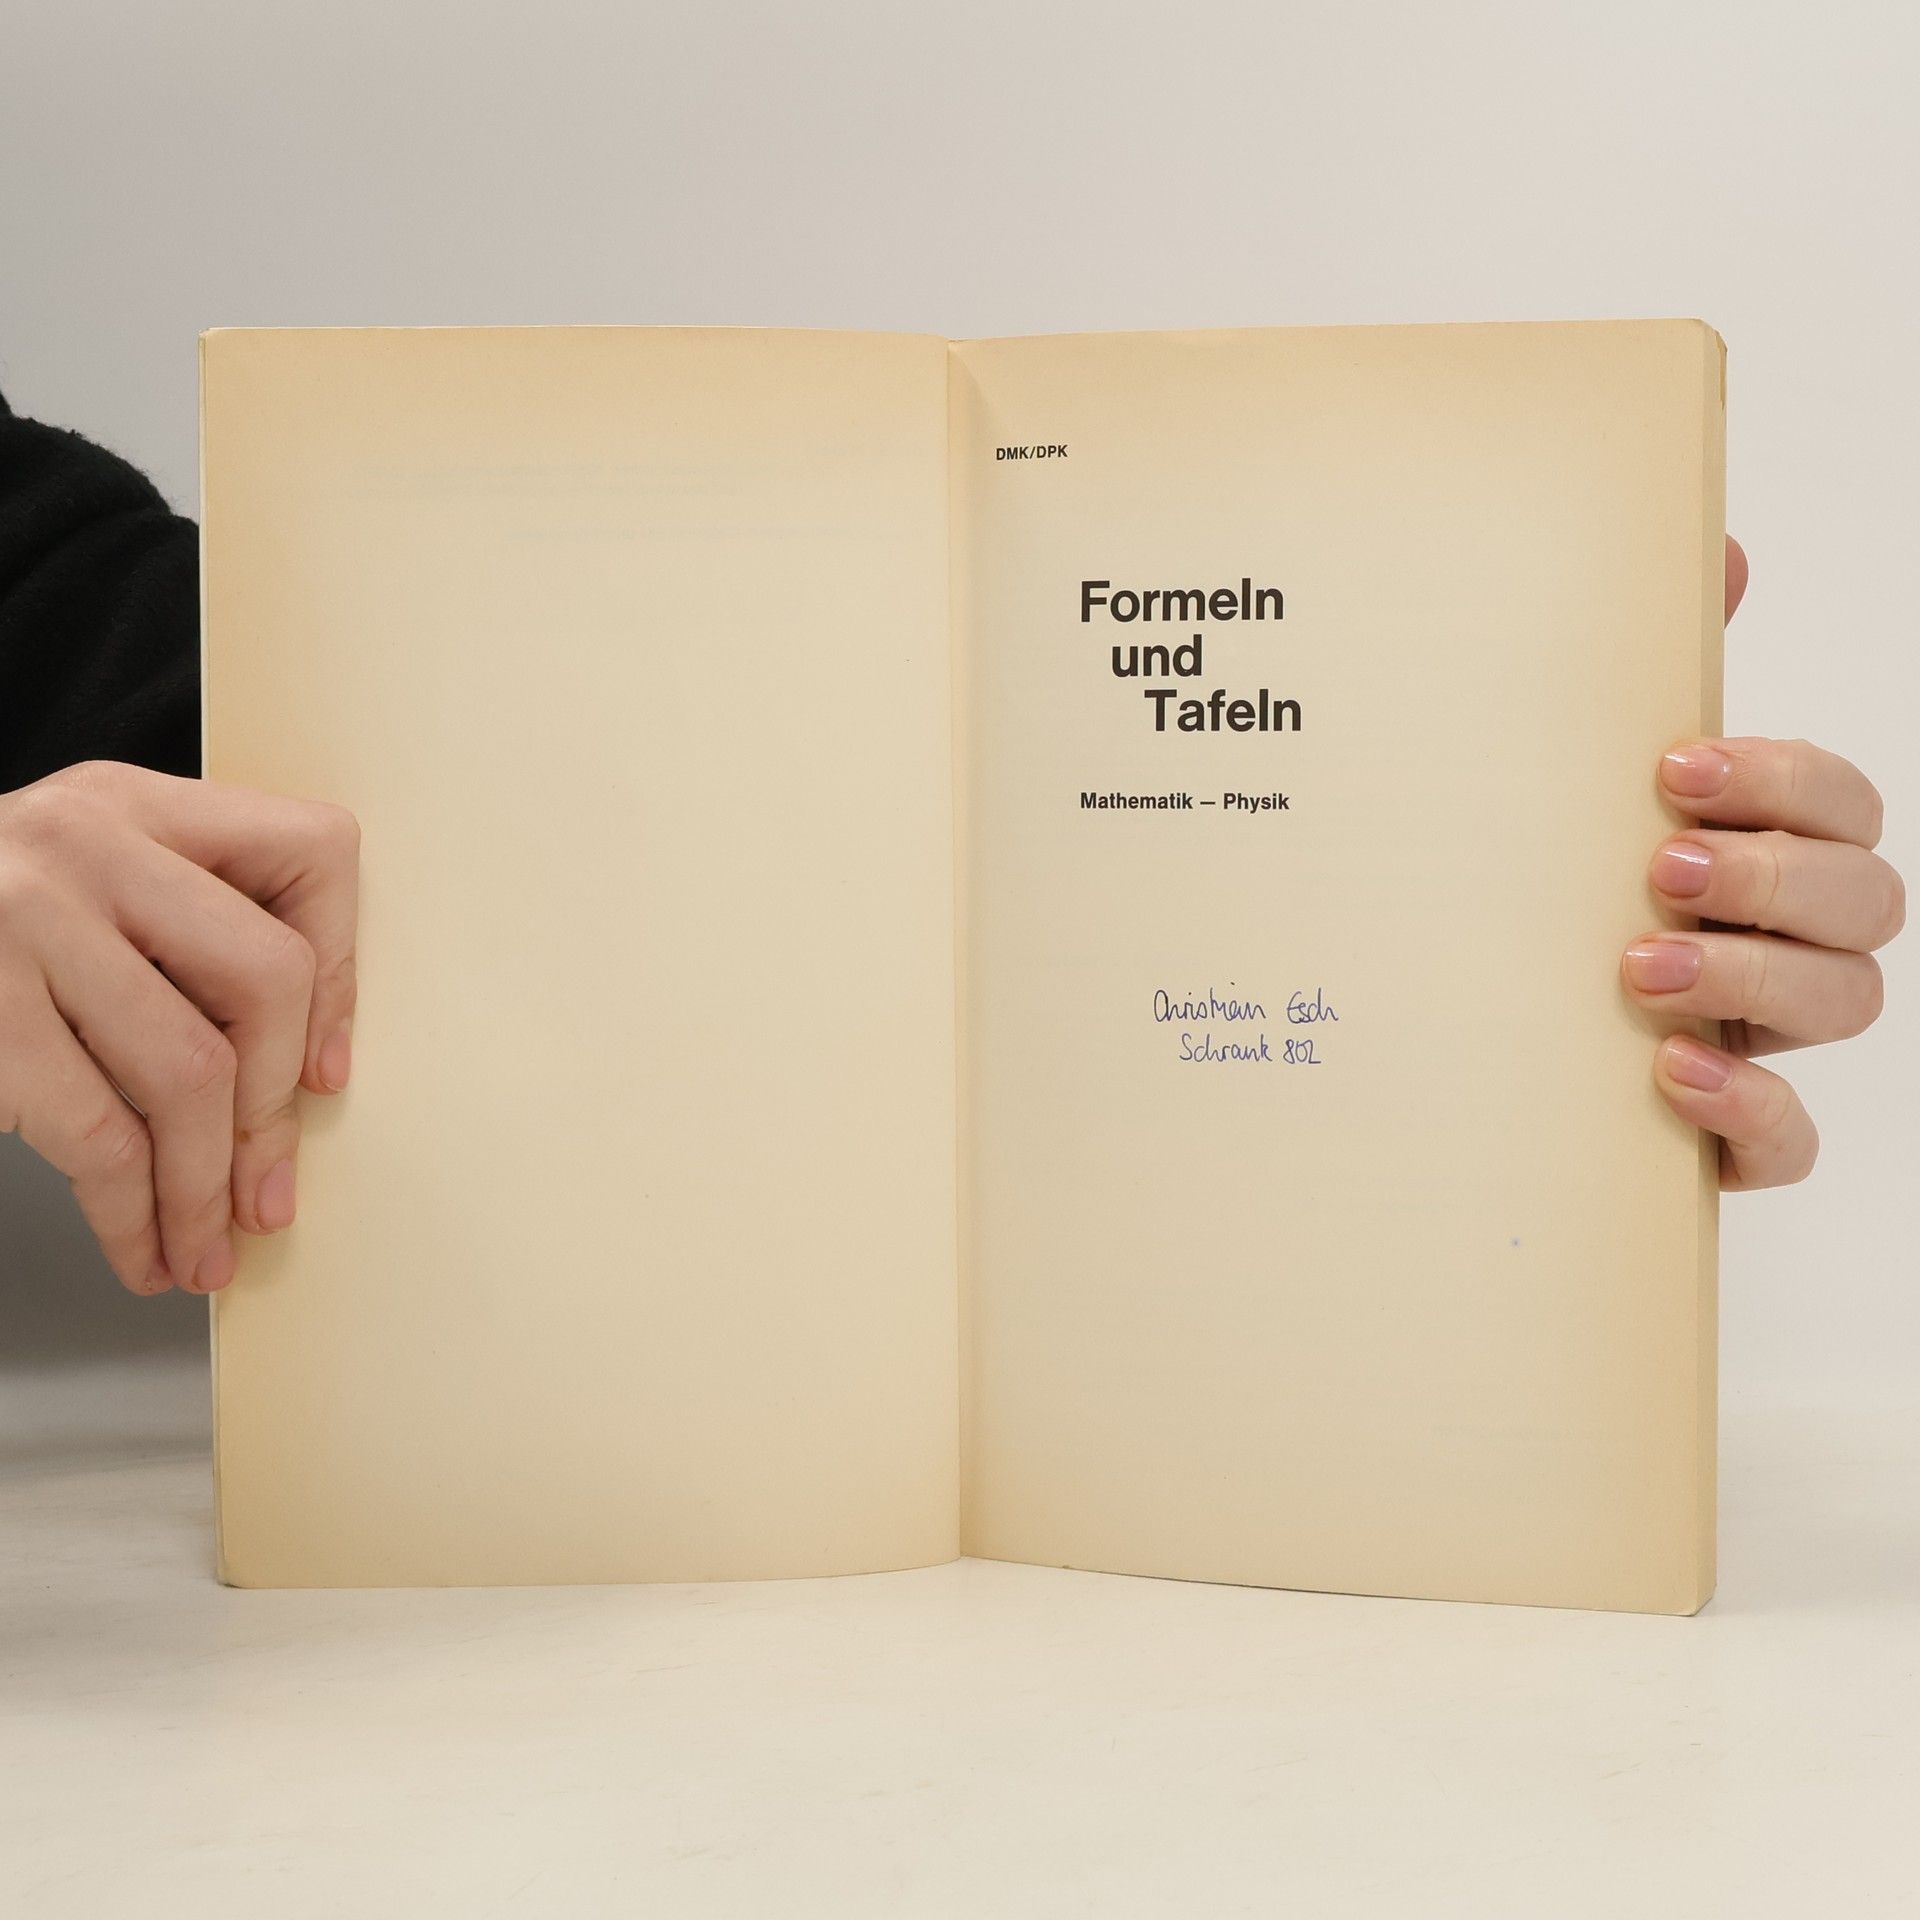 DMK/DPK
Formeln
und
Tafeln
Mathematik – Physik
Christian Esch
Schrank 802